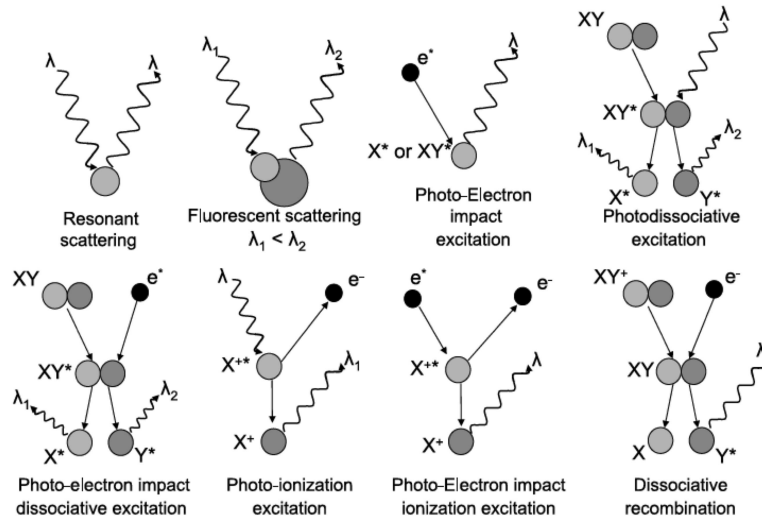 λ
λ
Resonant
scattering
λ₁
λ₂
Fluorescent scattering
λ₁ < λ₂
e*
λ
X* or XY*
Photo-Electron
impact
excitation
XY
λ
XY*
λ₁
λ₂
X*
Y*
Photodissociative
excitation
XY
e*
XY*
λ₁
λ₂
X*
Y*
Photo-electron impact
dissociative excitation
λ
e⁻
X⁺*
λ₁
X⁺
Photo-ionization
excitation
e*
e⁻
X⁺*
λ
X⁺
Photo-Electron impact
ionization excitation
XY⁺
e⁻
XY
λ
X
Y*
Dissociative
recombination